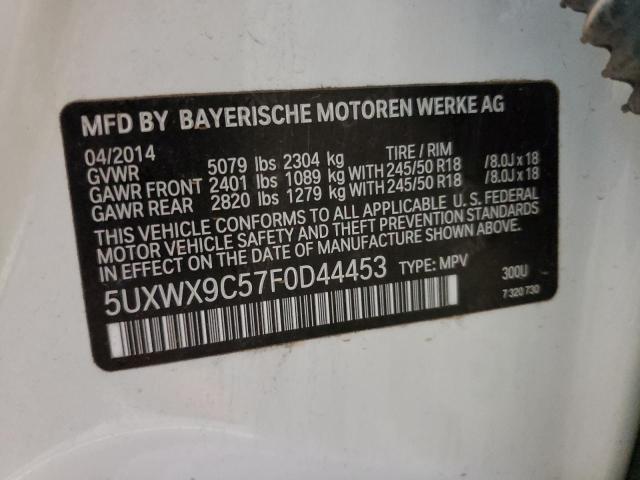 MFD BY BAYERISCHE MOTOREN WERKE AG
04/2014 TIRE / RIM
GVWR 5079 lbs 2304 kg
GAWR FRONT 2401 lbs 1089 kg WITH 245/50 R18 /8.0J x 18
GAWR REAR 2820 lbs 1279 kg WITH 245/50 R18 /8.0J x 18
THIS VEHICLE CONFORMS TO ALL APPLICABLE U.S. FEDERAL
MOTOR VEHICLE SAFETY AND THEFT PREVENTION STANDARDS
IN EFFECT ON THE DATE OF MANUFACTURE SHOWN ABOVE.
5UXWX9C57F0D44453 TYPE: MPV 300U
7 320 730